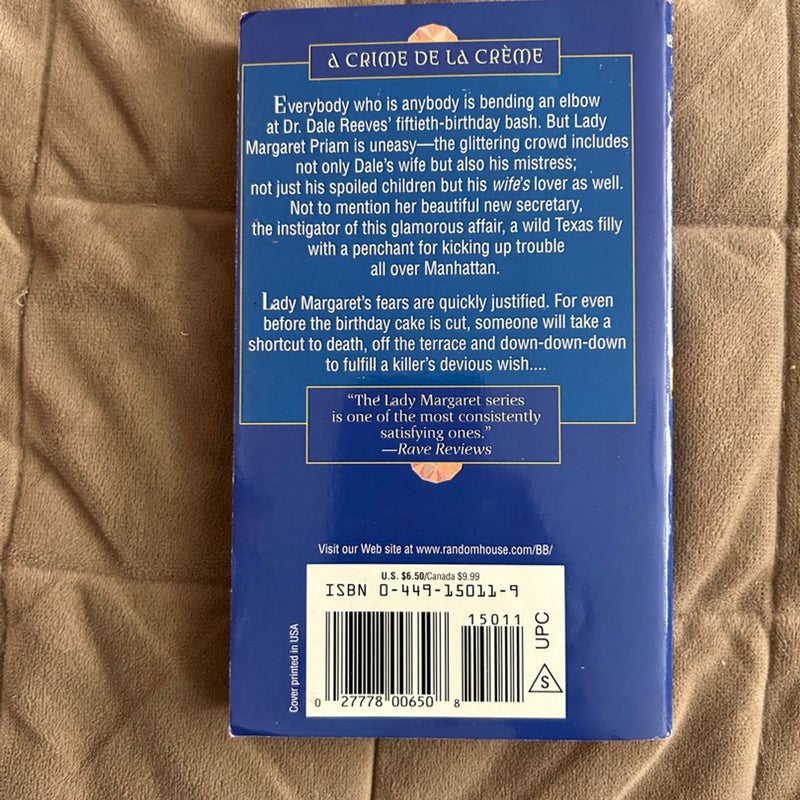 A CRIME DE LA CRÈME
Everybody who is anybody is bending an elbow
at Dr. Dale Reeves' fiftieth-birthday bash. But Lady
Margaret Priam is uneasy—the glittering crowd includes
not only Dale's wife but also his mistress;
not just his spoiled children but his wife's lover as well.
Not to mention her beautiful new secretary,
the instigator of this glamorous affair, a wild Texas filly
with a penchant for kicking up trouble
all over Manhattan.
Lady Margaret's fears are quickly justified. For even
before the birthday cake is cut, someone will take a
shortcut to death, off the terrace and down-down-down
to fulfill a killer's devious wish....
"The Lady Margaret series
is one of the most consistently
satisfying ones."
—Rave Reviews
Visit our Web site at www.randomhouse.com/BB/
U.S. $6.50/Canada $9.99
ISBN 0-449-15011-9
15011
0 27778 00650 8
UPC
S
Cover printed in USA